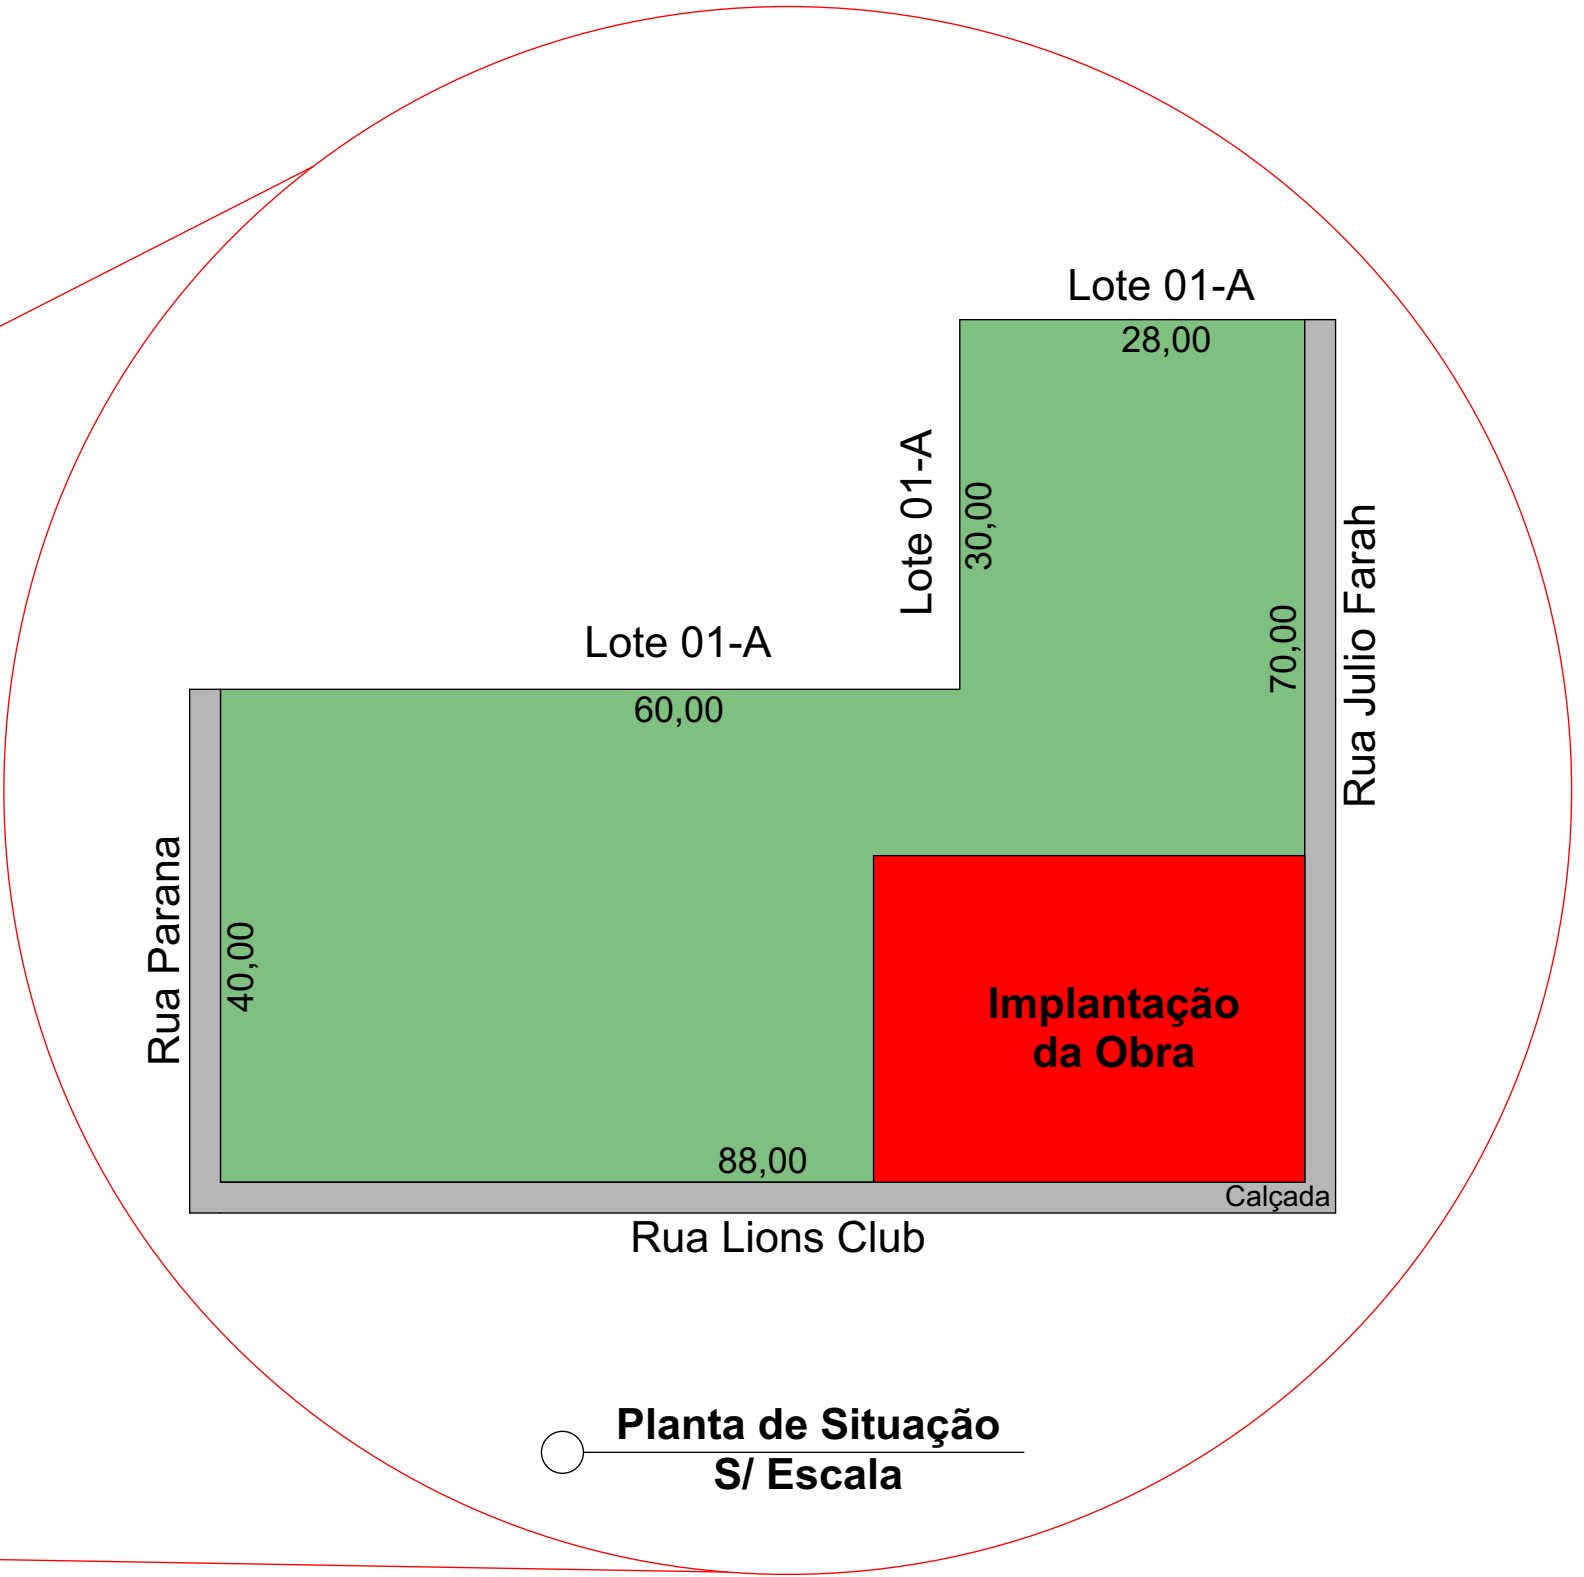 Lote 01-A
28,00
Lote 01-A
30,00
Rua Julio Farah
70,00
Lote 01-A
60,00
Rua Parana
40,00
Implantação
da Obra
88,00
Calçada
Rua Lions Club
Planta de Situação
S/ Escala